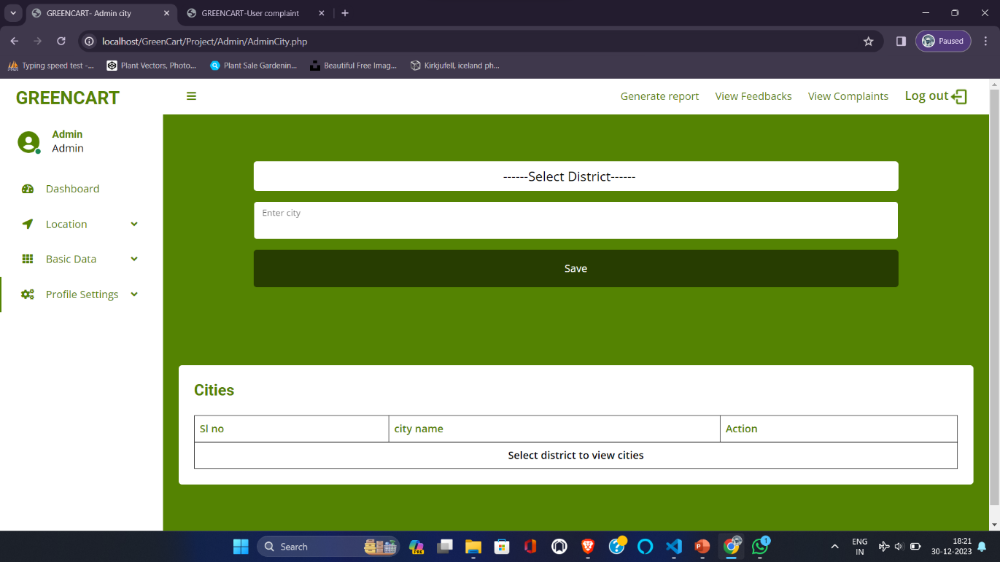 GREENCART- Admin city
GREENCART-User complaint
localhost/GreenCart/Project/Admin/AdminCity.php
Paused
Typing speed test -...
Plant Vectors, Photo...
Plant Sale Gardenin...
Beautiful Free Imag...
Kirkjufell, iceland ph...
GREENCART
Generate report
View Feedbacks
View Complaints
Log out
Admin
Admin
Dashboard
Location
Basic Data
Profile Settings
------Select District------
Enter city
Save
Cities
Sl no
city name
Action
Select district to view cities
Search
PRE
1
ENG
IN
18:21
30-12-2023